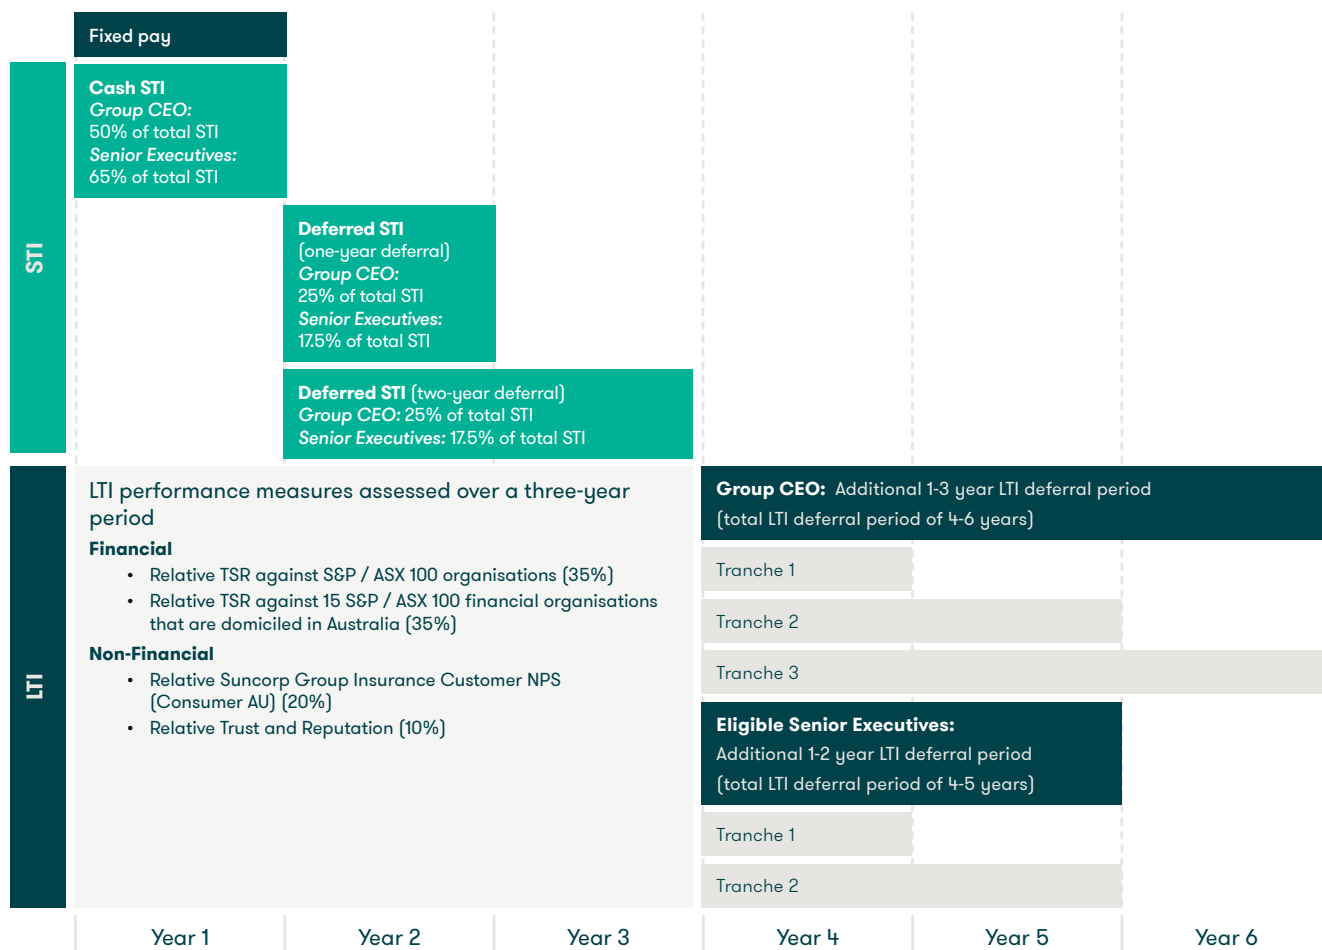 Fixed pay
STI
Cash STI
Group CEO:
50% of total STI
Senior Executives:
65% of total STI
Deferred STI
(one-year deferral)
Group CEO:
25% of total STI
Senior Executives:
17.5% of total STI
Deferred STI (two-year deferral)
Group CEO: 25% of total STI
Senior Executives: 17.5% of total STI
LTI
LTI performance measures assessed over a three-year
period
Financial
• Relative TSR against S&P / ASX 100 organisations (35%)
• Relative TSR against 15 S&P / ASX 100 financial organisations
that are domiciled in Australia (35%)
Non-Financial
• Relative Suncorp Group Insurance Customer NPS
(Consumer AU) (20%)
• Relative Trust and Reputation (10%)
Group CEO: Additional 1-3 year LTI deferral period
(total LTI deferral period of 4-6 years)
Tranche 1
Tranche 2
Tranche 3
Eligible Senior Executives:
Additional 1-2 year LTI deferral period
(total LTI deferral period of 4-5 years)
Tranche 1
Tranche 2
Year 1
Year 2
Year 3
Year 4
Year 5
Year 6